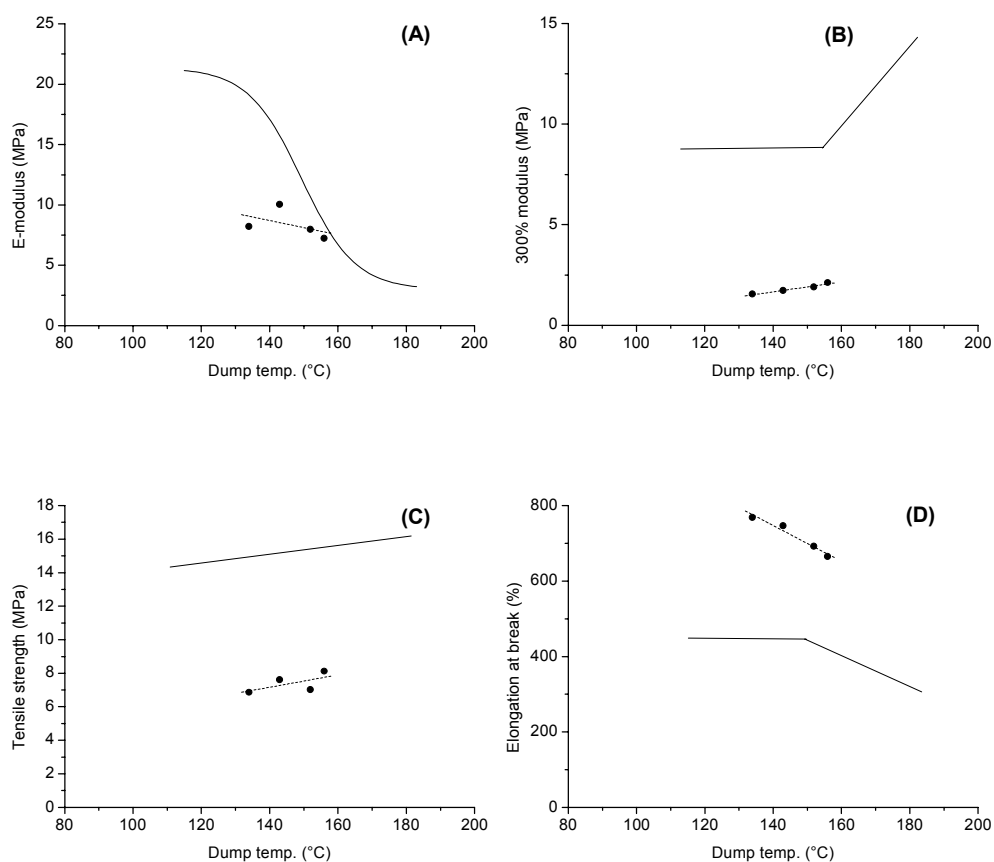 (A)
25
20
15
10
5
0
E-modulus (MPa)
80 100 120 140 160 180 200
Dump temp. (°C)
(B)
15
10
5
0
300% modulus (MPa)
80 100 120 140 160 180 200
Dump temp. (°C)
(C)
18
16
14
12
10
8
6
4
2
0
Tensile strength (MPa)
80 100 120 140 160 180 200
Dump temp. (°C)
(D)
800
600
400
200
0
Elongation at break (%)
80 100 120 140 160 180 200
Dump temp. (°C)